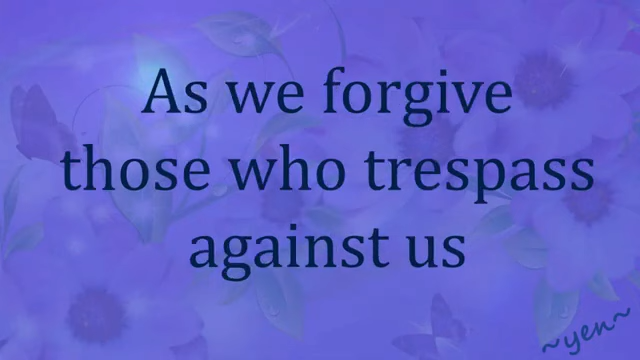 As we forgive
those who trespass
against us
~yen~